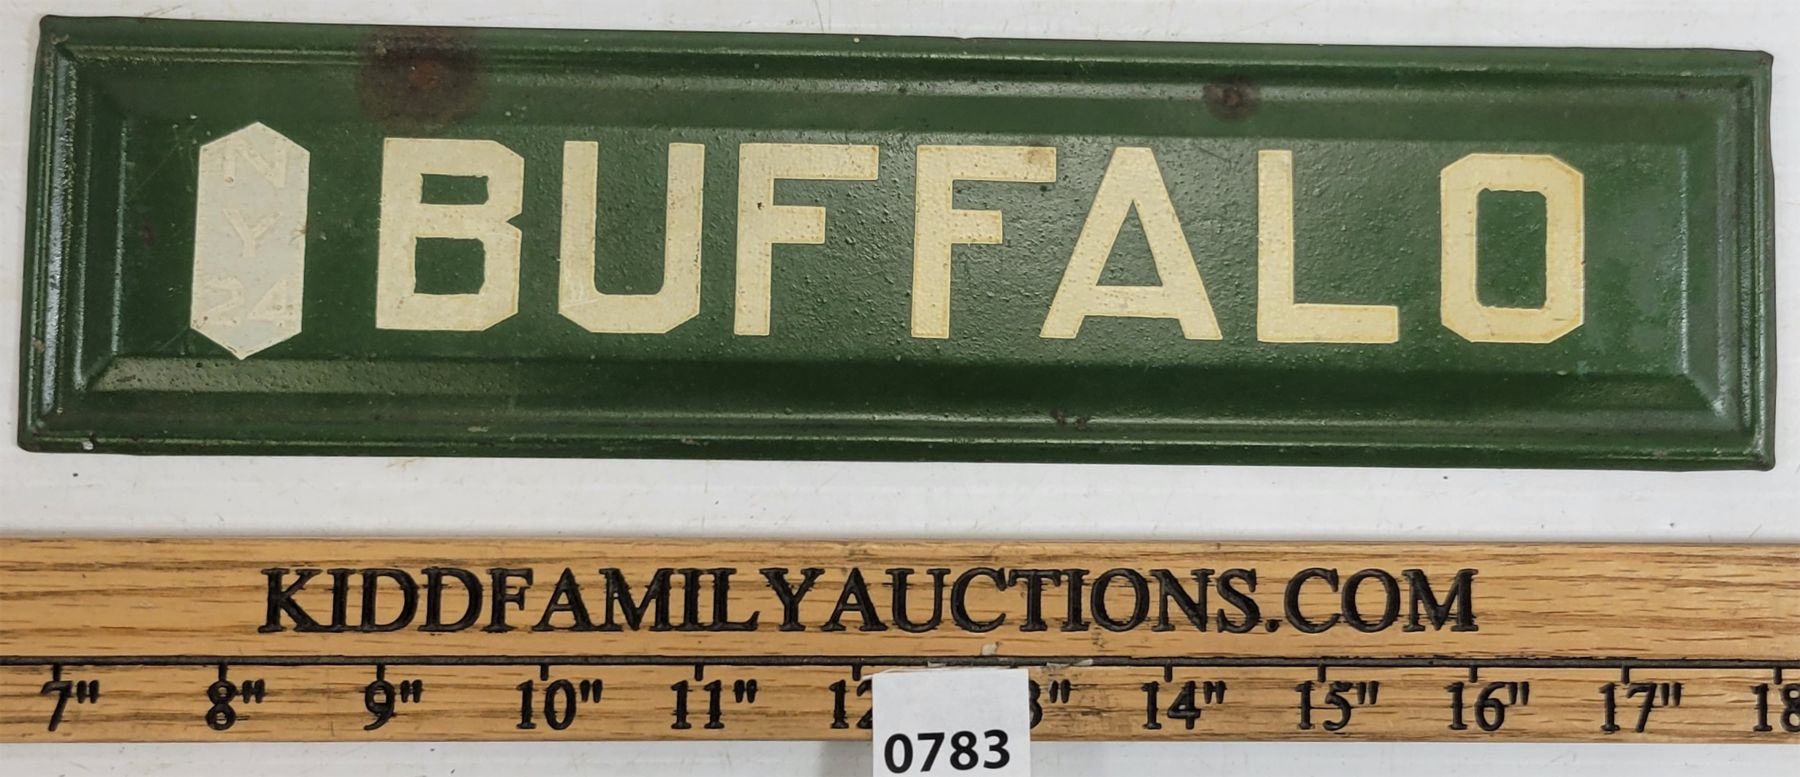 N
Y
24
BUFFALO
KIDDFAMILYAUCTIONS.COM
7" 8" 9" 10" 11" 12 3" 14" 15" 16" 17" 18
0783